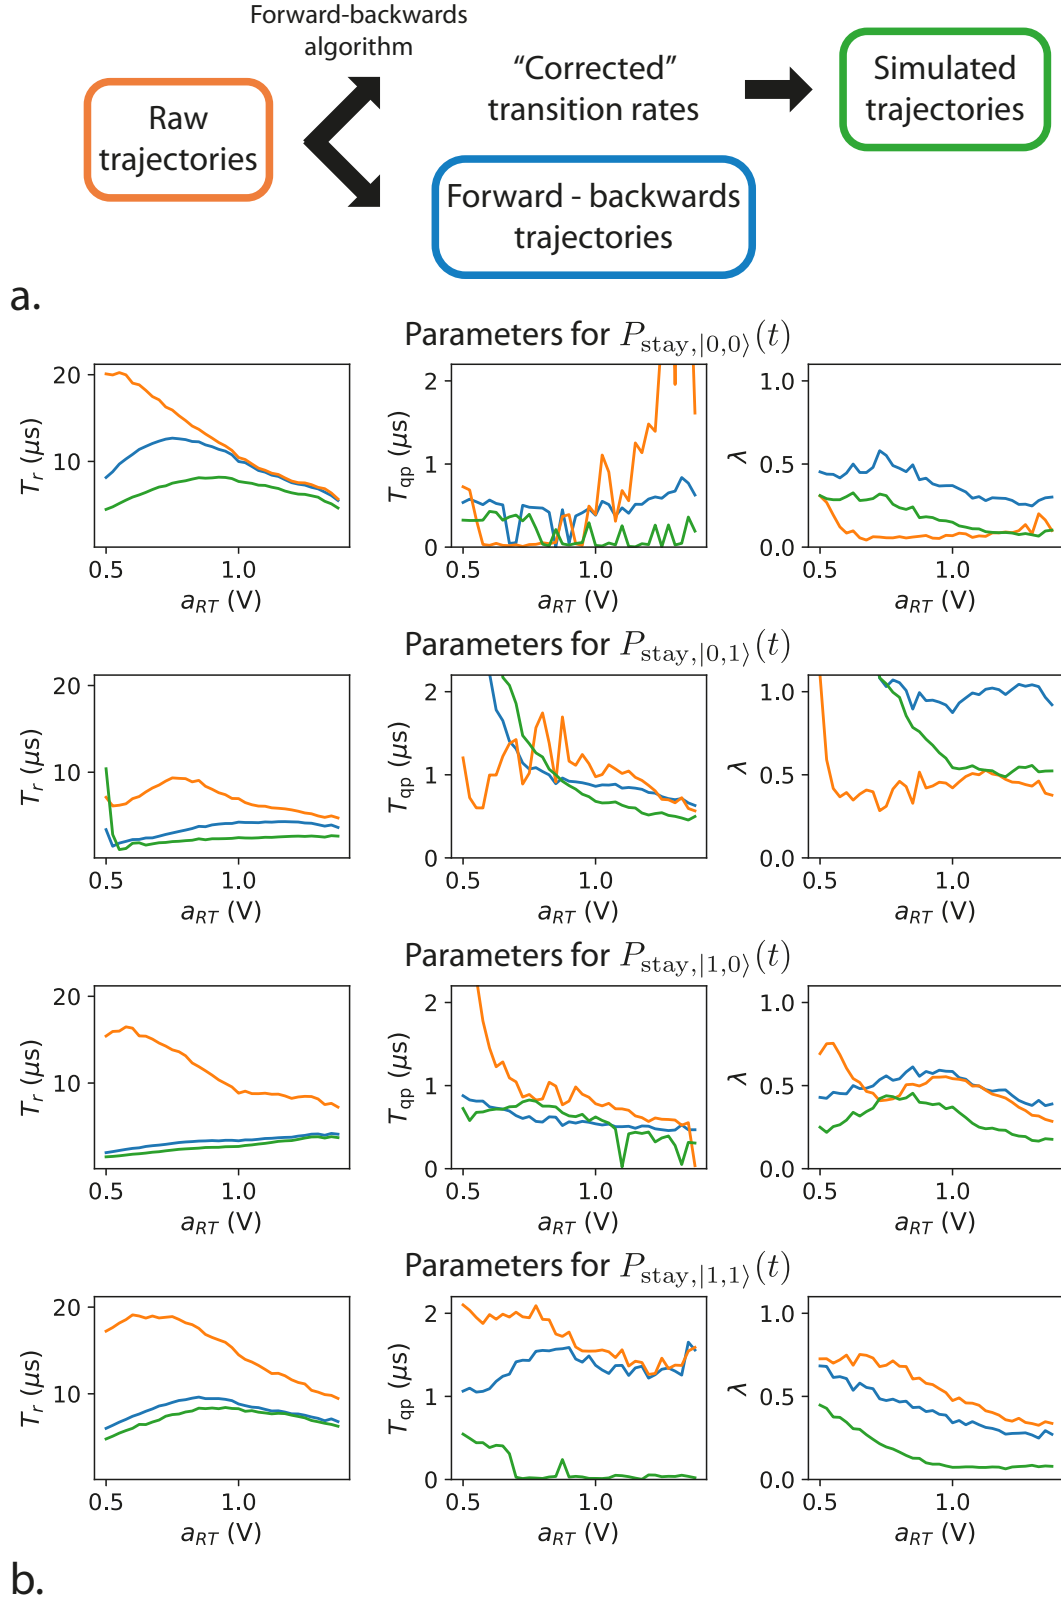 Forward-backwards
algorithm
Raw
trajectories
“Corrected”
transition rates
Simulated
trajectories
Forward - backwards
trajectories
a.
Parameters for P_stay,|0,0⟩(t)
20
10
T_r (μs)
0.5 1.0
a_RT (V)
2
1
0
T_qp (μs)
0.5 1.0
a_RT (V)
1.0
0.5
0.0
λ
0.5 1.0
a_RT (V)
Parameters for P_stay,|0,1⟩(t)
20
10
T_r (μs)
0.5 1.0
a_RT (V)
2
1
0
T_qp (μs)
0.5 1.0
a_RT (V)
1.0
0.5
0.0
λ
0.5 1.0
a_RT (V)
Parameters for P_stay,|1,0⟩(t)
20
10
T_r (μs)
0.5 1.0
a_RT (V)
2
1
0
T_qp (μs)
0.5 1.0
a_RT (V)
1.0
0.5
0.0
λ
0.5 1.0
a_RT (V)
Parameters for P_stay,|1,1⟩(t)
20
10
T_r (μs)
0.5 1.0
a_RT (V)
2
1
0
T_qp (μs)
0.5 1.0
a_RT (V)
1.0
0.5
0.0
λ
0.5 1.0
a_RT (V)
b.